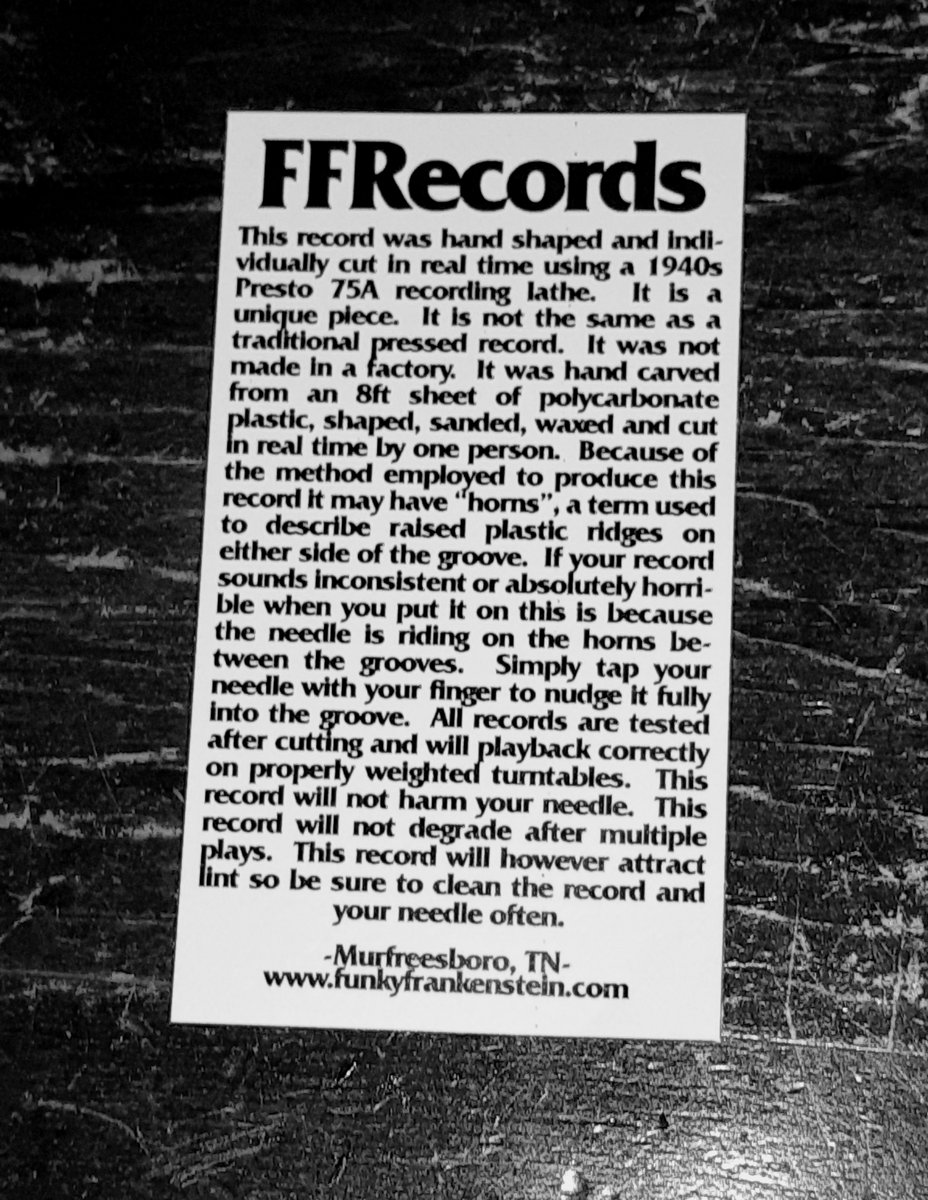 FFRecords
This record was hand shaped and indi-
vidually cut in real time using a 1940s
Presto 75A recording lathe. It is a
unique piece. It is not the same as a
traditional pressed record. It was not
made in a factory. It was hand carved
from an 8ft sheet of polycarbonate
plastic, shaped, sanded, waxed and cut
in real time by one person. Because of
the method employed to produce this
record it may have "horns", a term used
to describe raised plastic ridges on
either side of the groove. If your record
sounds inconsistent or absolutely horri-
ble when you put it on this is because
the needle is riding on the horns be-
tween the grooves. Simply tap your
needle with your finger to nudge it fully
into the groove. All records are tested
after cutting and will playback correctly
on properly weighted turntables. This
record will not harm your needle. This
record will not degrade after multiple
plays. This record will however attract
lint so be sure to clean the record and
your needle often.
-Murfreesboro, TN-
www.funkyfrankenstein.com